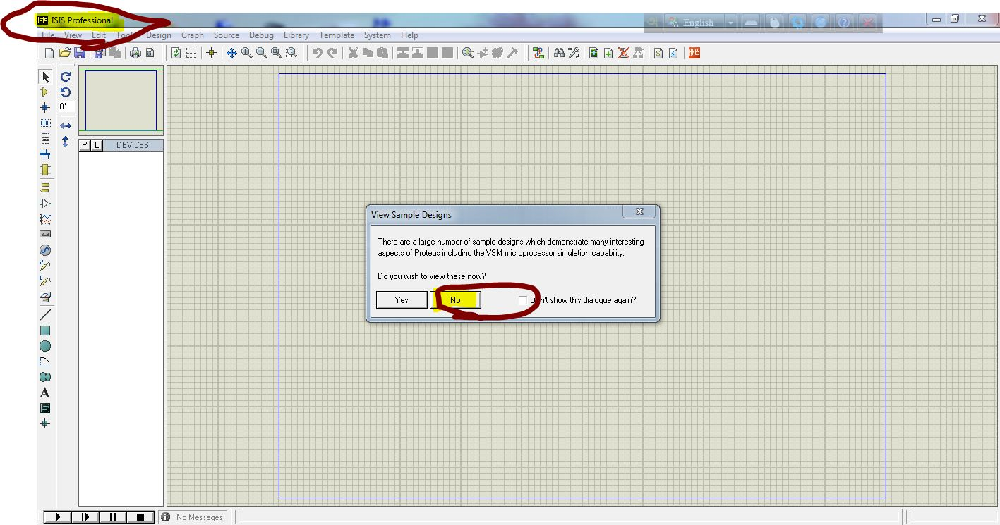 ISIS Professional
English
File View Edit Tools Design Graph Source Debug Library Template System Help
ARES
0°
LBL
P L DEVICES
View Sample Designs
There are a large number of sample designs which demonstrate many interesting
aspects of Proteus including the VSM microprocessor simulation capability.
Do you wish to view these now?
Yes No Don't show this dialogue again?
A
S
No Messages